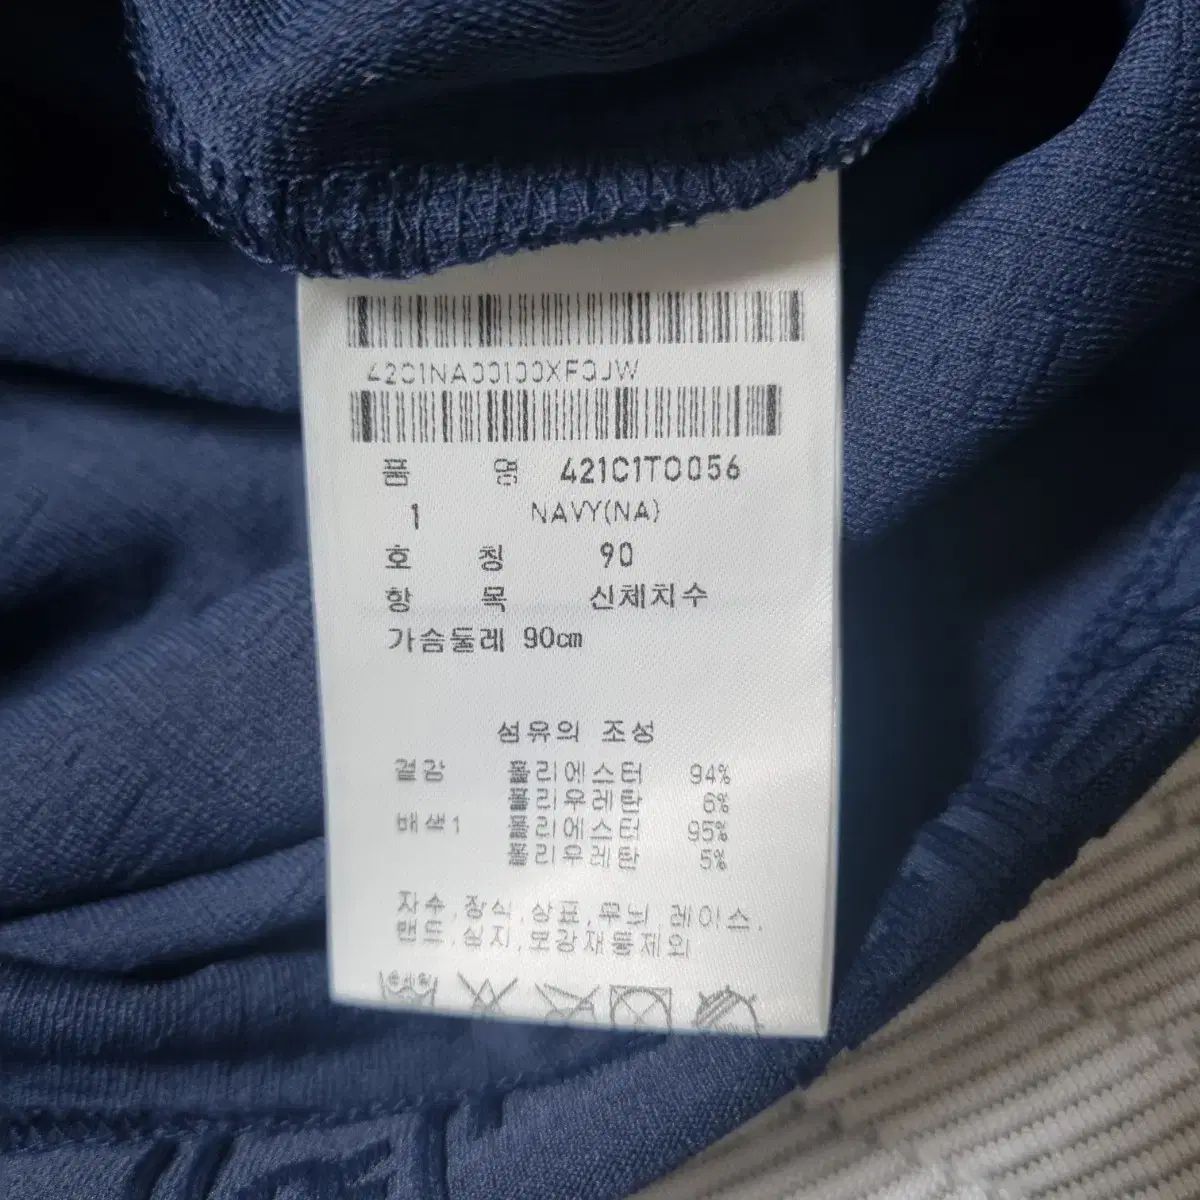 42C1NA00100XF0JW
품 명 421C1TO056
1 NAVY(NA)
호 칭 90
항 목 신체치수
가슴둘레 90cm
섬유의 조성
겉감 폴리에스터 94%
폴리우레탄 6%
배색1 폴리에스터 95%
폴리우레탄 5%
자수,장식,상표,무늬,레이스,
밴드,심지,보강재등제외